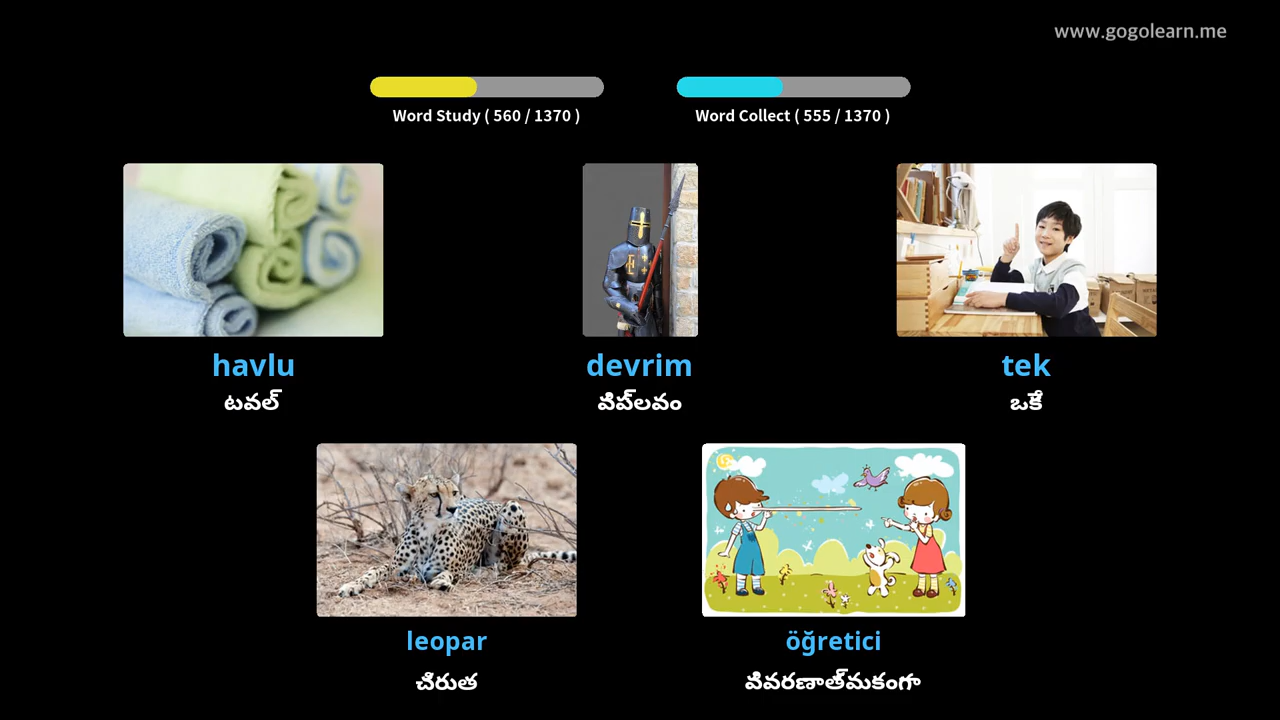 www.gogolearn.me
Word Study ( 560 / 1370 )
Word Collect ( 555 / 1370 )
havlu
టవల్
devrim
విప్లవం
tek
ఒకే
leopar
చిరుత
öğretici
వివరణాత్మకంగా